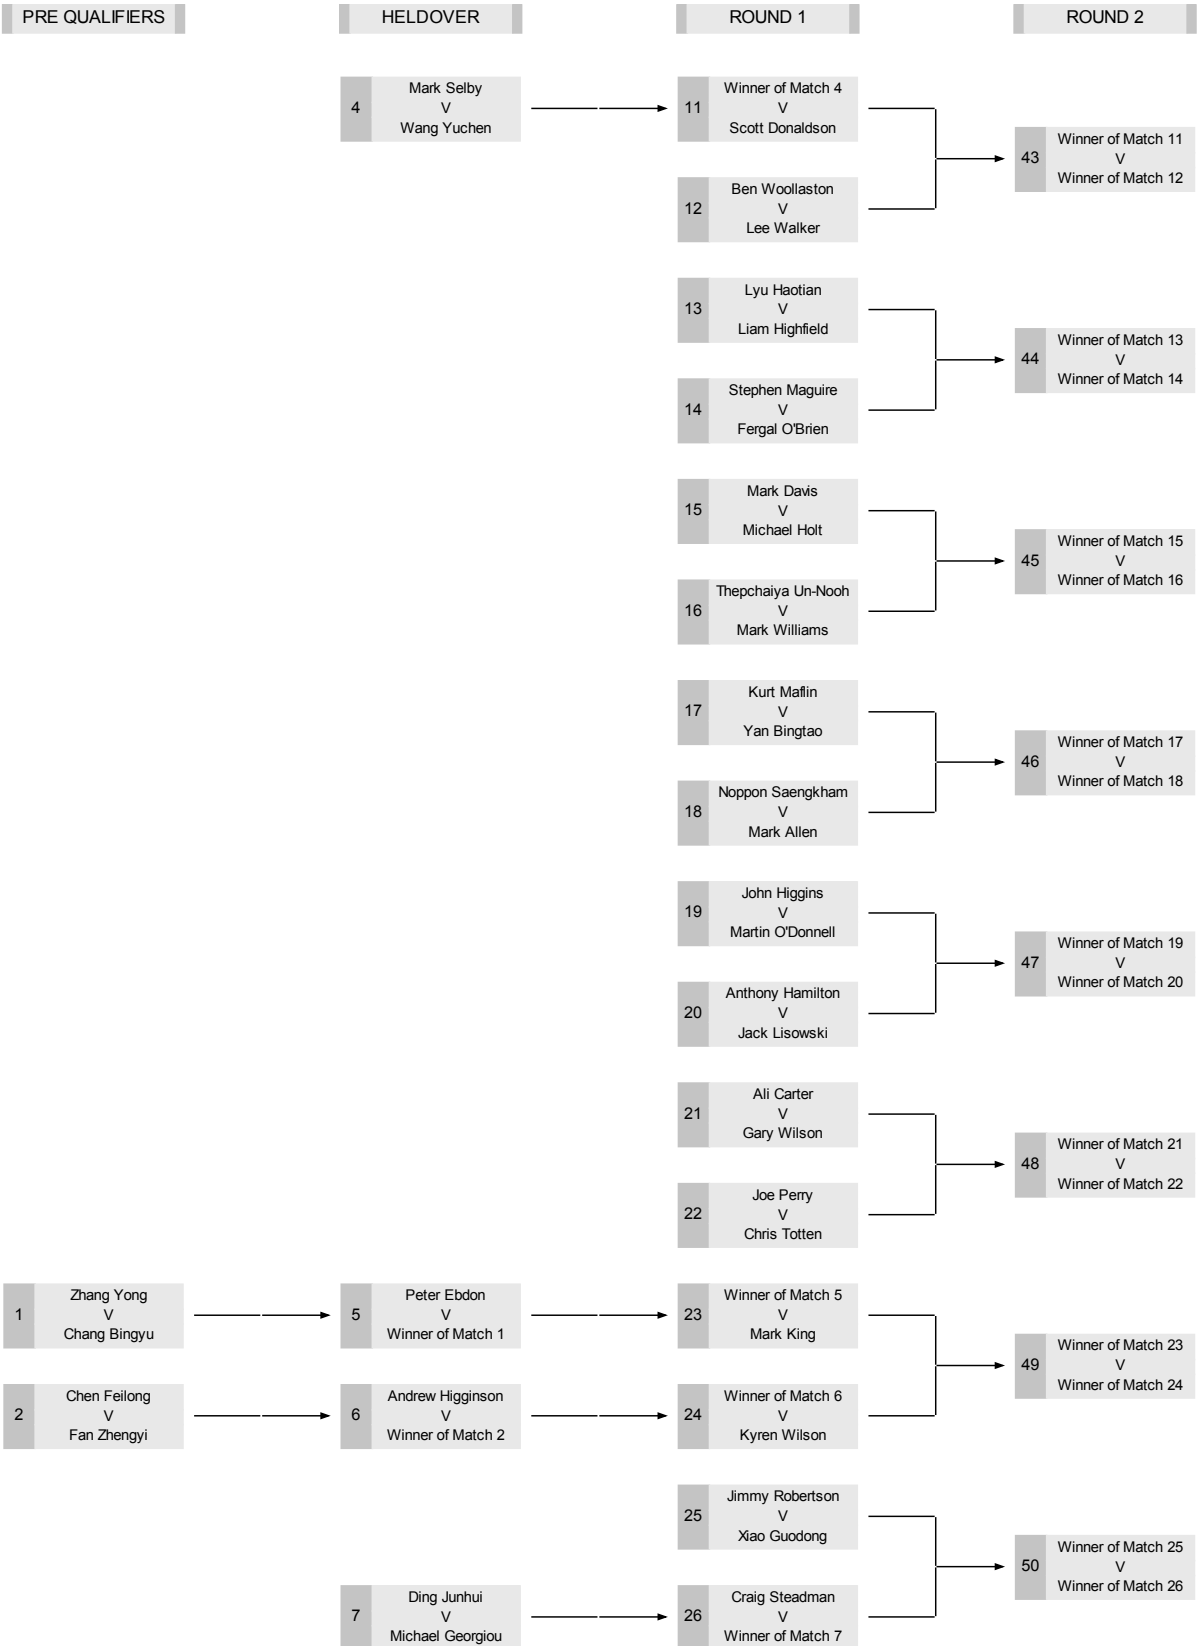 PRE QUALIFIERS
HELDOVER
ROUND 1
ROUND 2
4
Mark Selby
V
Wang Yuchen
11
Winner of Match 4
V
Scott Donaldson
43
Winner of Match 11
V
Winner of Match 12
12
Ben Woollaston
V
Lee Walker
13
Lyu Haotian
V
Liam Highfield
44
Winner of Match 13
V
Winner of Match 14
14
Stephen Maguire
V
Fergal O'Brien
15
Mark Davis
V
Michael Holt
45
Winner of Match 15
V
Winner of Match 16
16
Thepchaiya Un-Nooh
V
Mark Williams
17
Kurt Maflin
V
Yan Bingtao
46
Winner of Match 17
V
Winner of Match 18
18
Noppon Saengkham
V
Mark Allen
19
John Higgins
V
Martin O'Donnell
47
Winner of Match 19
V
Winner of Match 20
20
Anthony Hamilton
V
Jack Lisowski
21
Ali Carter
V
Gary Wilson
48
Winner of Match 21
V
Winner of Match 22
22
Joe Perry
V
Chris Totten
1
Zhang Yong
V
Chang Bingyu
5
Peter Ebdon
V
Winner of Match 1
23
Winner of Match 5
V
Mark King
49
Winner of Match 23
V
Winner of Match 24
2
Chen Feilong
V
Fan Zhengyi
6
Andrew Higginson
V
Winner of Match 2
24
Winner of Match 6
V
Kyren Wilson
25
Jimmy Robertson
V
Xiao Guodong
50
Winner of Match 25
V
Winner of Match 26
7
Ding Junhui
V
Michael Georgiou
26
Craig Steadman
V
Winner of Match 7